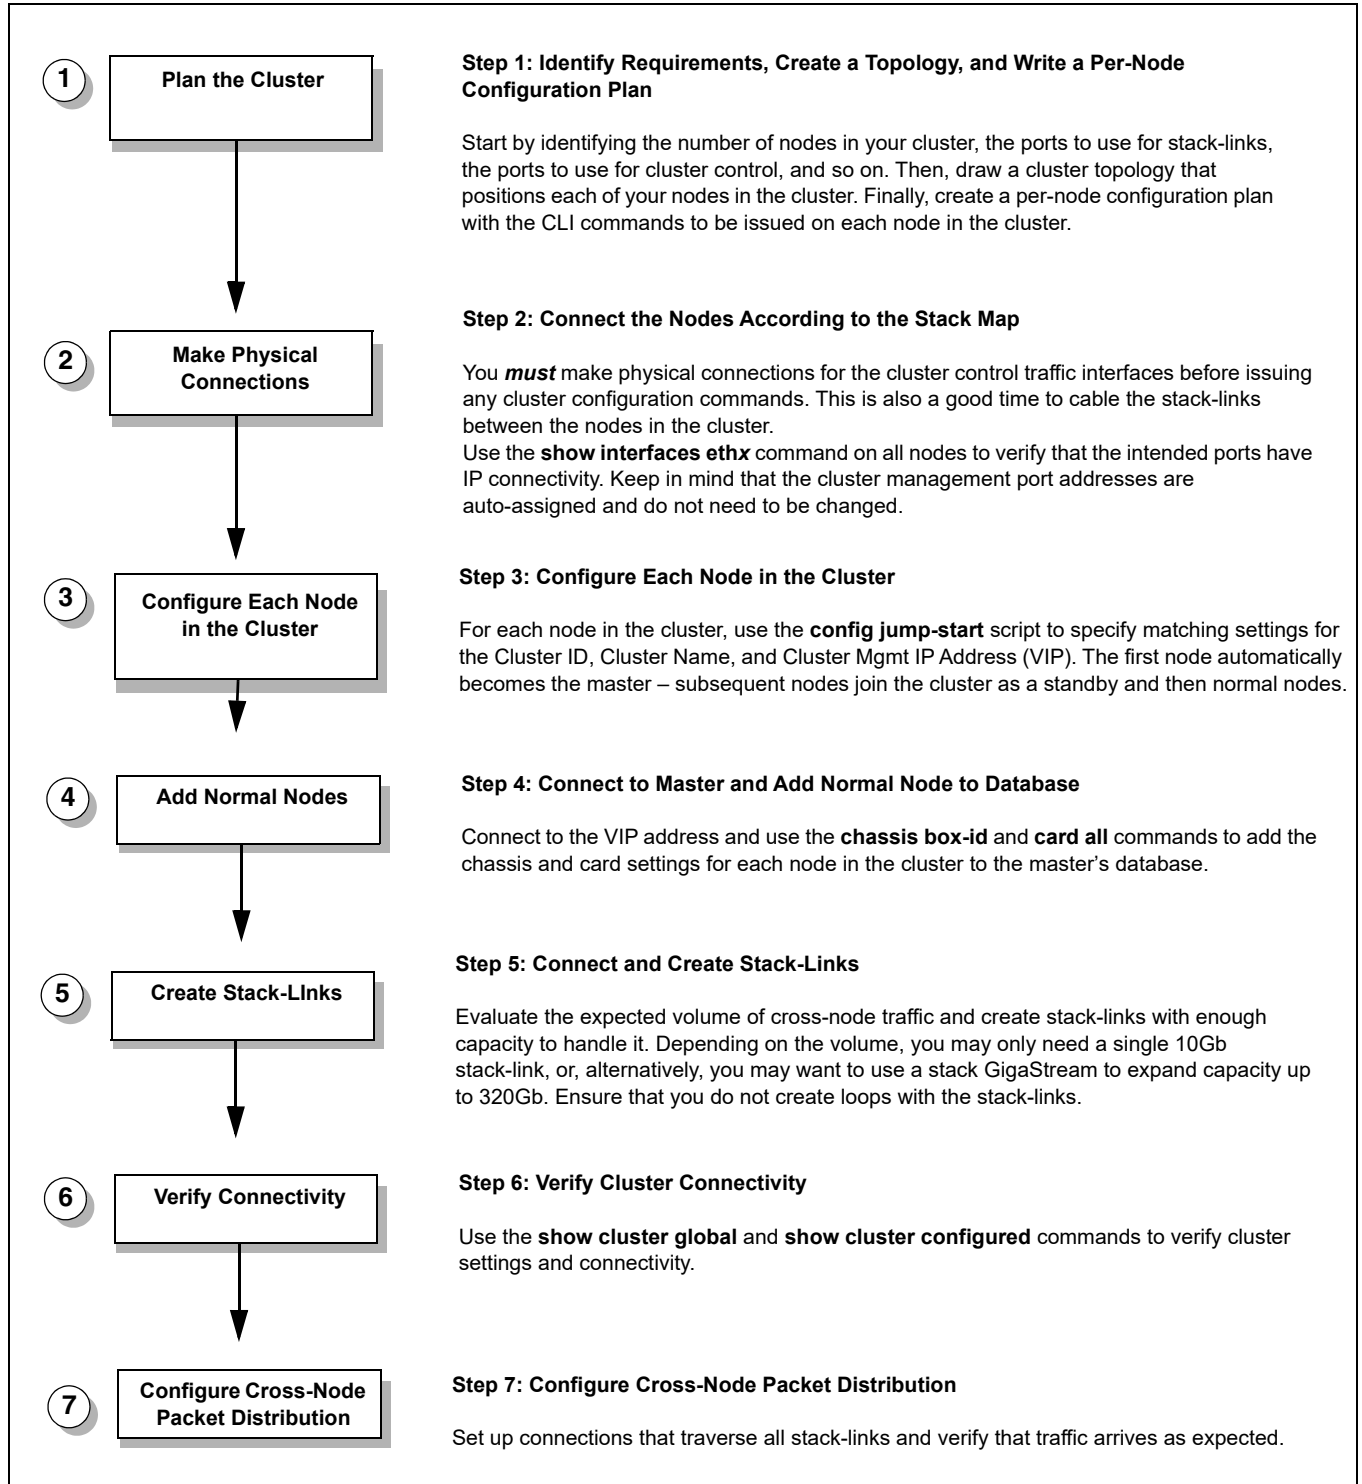 1
Plan the Cluster
Step 1: Identify Requirements, Create a Topology, and Write a Per-Node
Configuration Plan
Start by identifying the number of nodes in your cluster, the ports to use for stack-links,
the ports to use for cluster control, and so on. Then, draw a cluster topology that
positions each of your nodes in the cluster. Finally, create a per-node configuration plan
with the CLI commands to be issued on each node in the cluster.
2
Make Physical
Connections
Step 2: Connect the Nodes According to the Stack Map
You must make physical connections for the cluster control traffic interfaces before issuing
any cluster configuration commands. This is also a good time to cable the stack-links
between the nodes in the cluster.
Use the show interfaces ethx command on all nodes to verify that the intended ports have
IP connectivity. Keep in mind that the cluster management port addresses are
auto-assigned and do not need to be changed.
3
Configure Each Node
in the Cluster
Step 3: Configure Each Node in the Cluster
For each node in the cluster, use the config jump-start script to specify matching settings for
the Cluster ID, Cluster Name, and Cluster Mgmt IP Address (VIP). The first node automatically
becomes the master – subsequent nodes join the cluster as a standby and then normal nodes.
4
Add Normal Nodes
Step 4: Connect to Master and Add Normal Node to Database
Connect to the VIP address and use the chassis box-id and card all commands to add the
chassis and card settings for each node in the cluster to the master’s database.
5
Create Stack-LInks
Step 5: Connect and Create Stack-Links
Evaluate the expected volume of cross-node traffic and create stack-links with enough
capacity to handle it. Depending on the volume, you may only need a single 10Gb
stack-link, or, alternatively, you may want to use a stack GigaStream to expand capacity up
to 320Gb. Ensure that you do not create loops with the stack-links.
6
Verify Connectivity
Step 6: Verify Cluster Connectivity
Use the show cluster global and show cluster configured commands to verify cluster
settings and connectivity.
7
Configure Cross-Node
Packet Distribution
Step 7: Configure Cross-Node Packet Distribution
Set up connections that traverse all stack-links and verify that traffic arrives as expected.